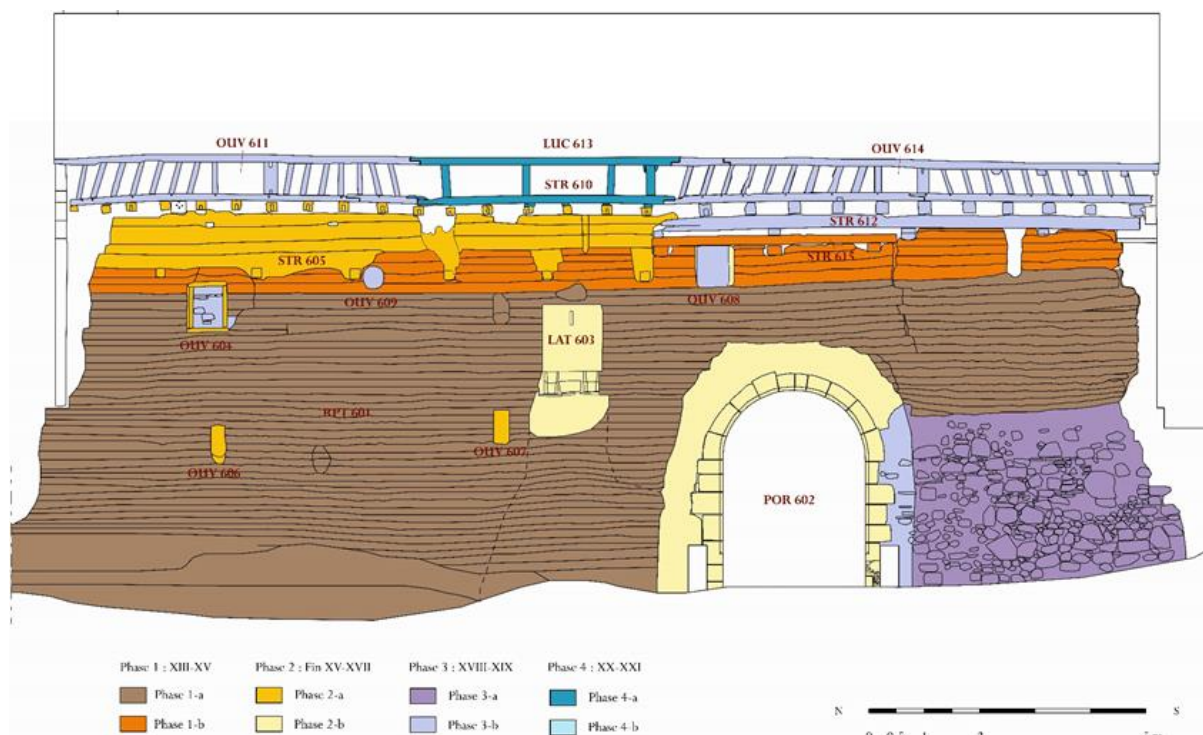 OUV 611
LUC 613
OUV 614
STR 610
STR 612
STR 605
STR 615
OUV 609
OUV 608
OUV 604
LAT 603
RPT 601
OUV 607
OUV 606
POR 602
Phase 1 : XIII-XV
Phase 2 : Fin XV-XVII
Phase 3 : XVIII-XIX
Phase 4 : XX-XXI
Phase 1-a
Phase 2-a
Phase 3-a
Phase 4-a
N
S
Phase 1-b
Phase 2-b
Phase 3-b
Phase 4-b